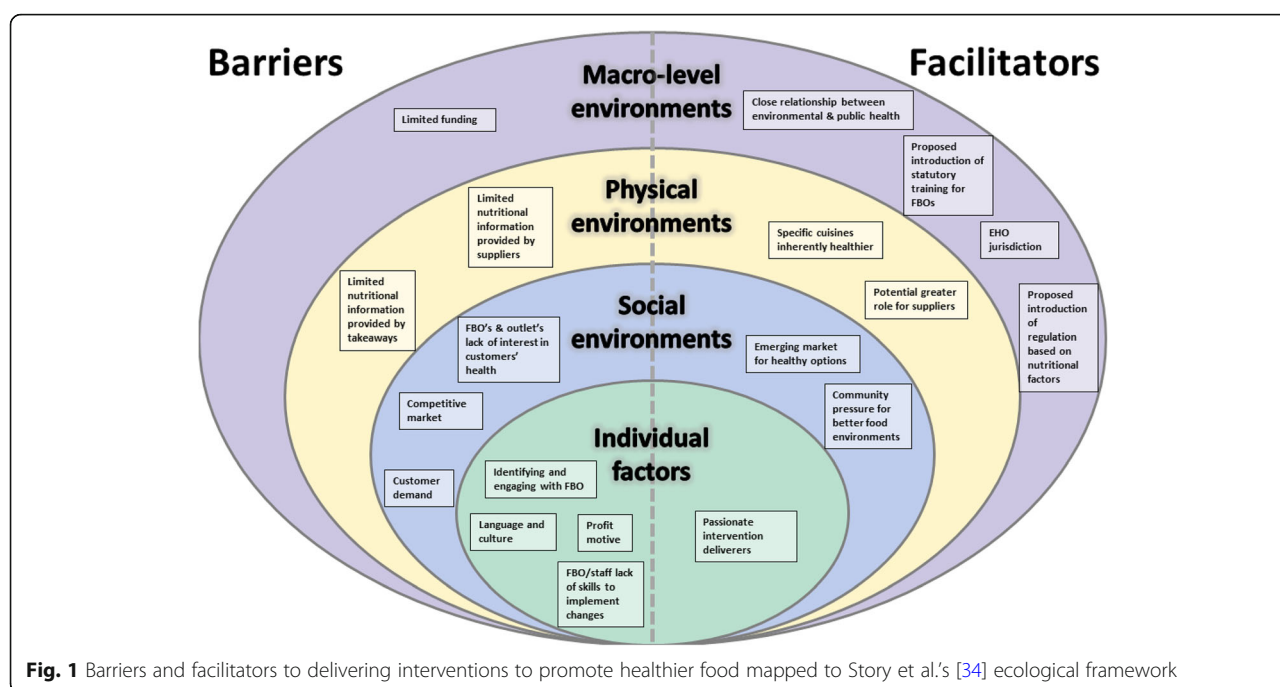 Barriers
Facilitators
Macro-level
environments
Limited funding
Close relationship between
environmental & public health
Proposed
introduction of
statutory
training for
FBOs
EHO
jurisdiction
Proposed
introduction
of
regulation
based on
nutritional
factors
Physical
environments
Limited
nutritional
information
provided by
suppliers
Limited
nutritional
information
provided by
takeaways
Specific cuisines
inherently healthier
Potential greater
role for suppliers
Social
environments
FBO's & outlet's
lack of interest in
customers'
health
Competitive
market
Customer
demand
Emerging market
for healthy options
Community
pressure for
better food
environments
Individual
factors
Identifying and
engaging with FBO
Language and
culture
Profit
motive
FBO/staff lack
of skills to
implement
changes
Passionate
intervention
deliverers
Fig. 1 Barriers and facilitators to delivering interventions to promote healthier food mapped to Story et al.'s [34] ecological framework